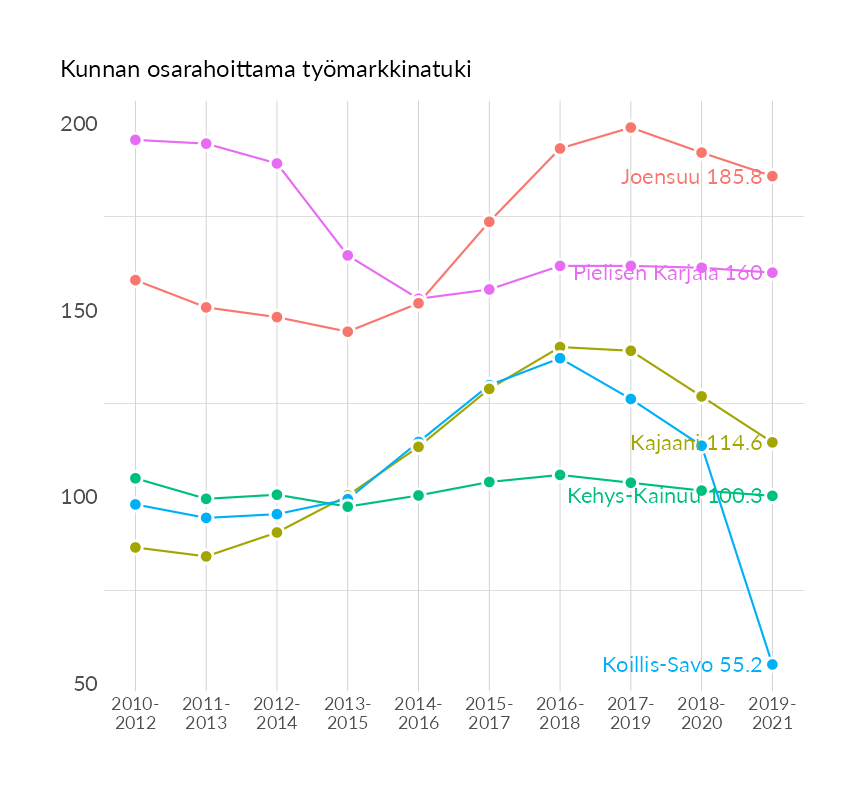 Kunnan osarahoittama työmarkkinatuki
200
Joensuu 185.8
Pielisen Karjala 160
150
Kajaani 114.6
100
Kehys-Kainuu 100.3
Koillis-Savo 55.2
50
2010- 2011- 2012- 2013- 2014- 2015- 2016- 2017- 2018- 2019-
2012 2013 2014 2015 2016 2017 2018 2019 2020 2021